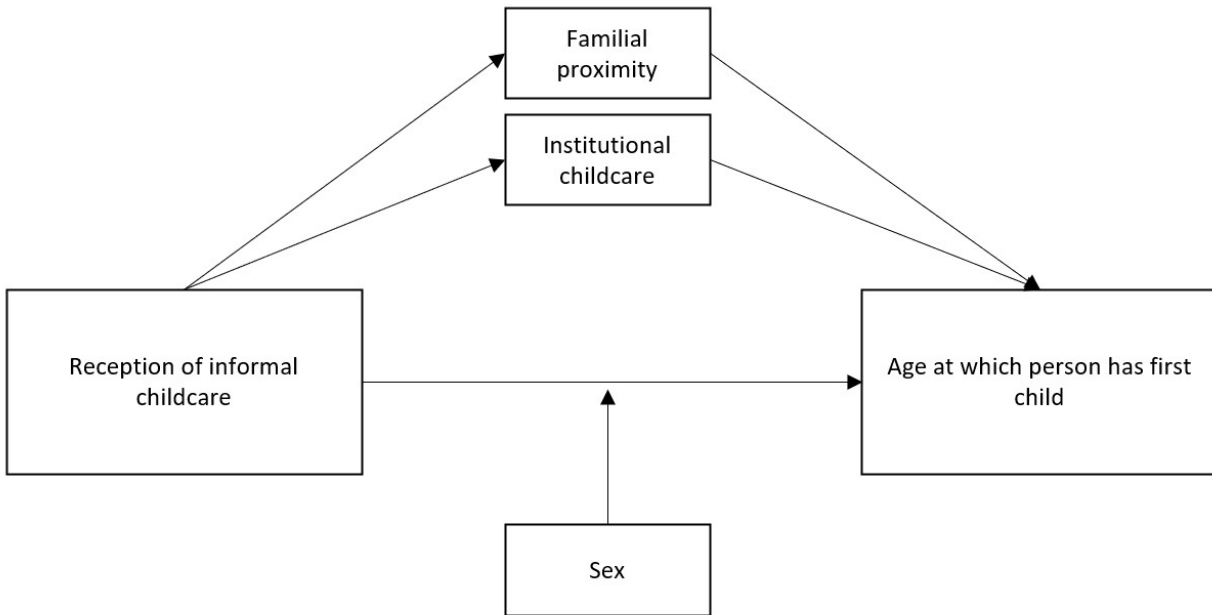 Familial
proximity
Institutional
childcare
Reception of informal
childcare
Age at which person has first
child
Sex